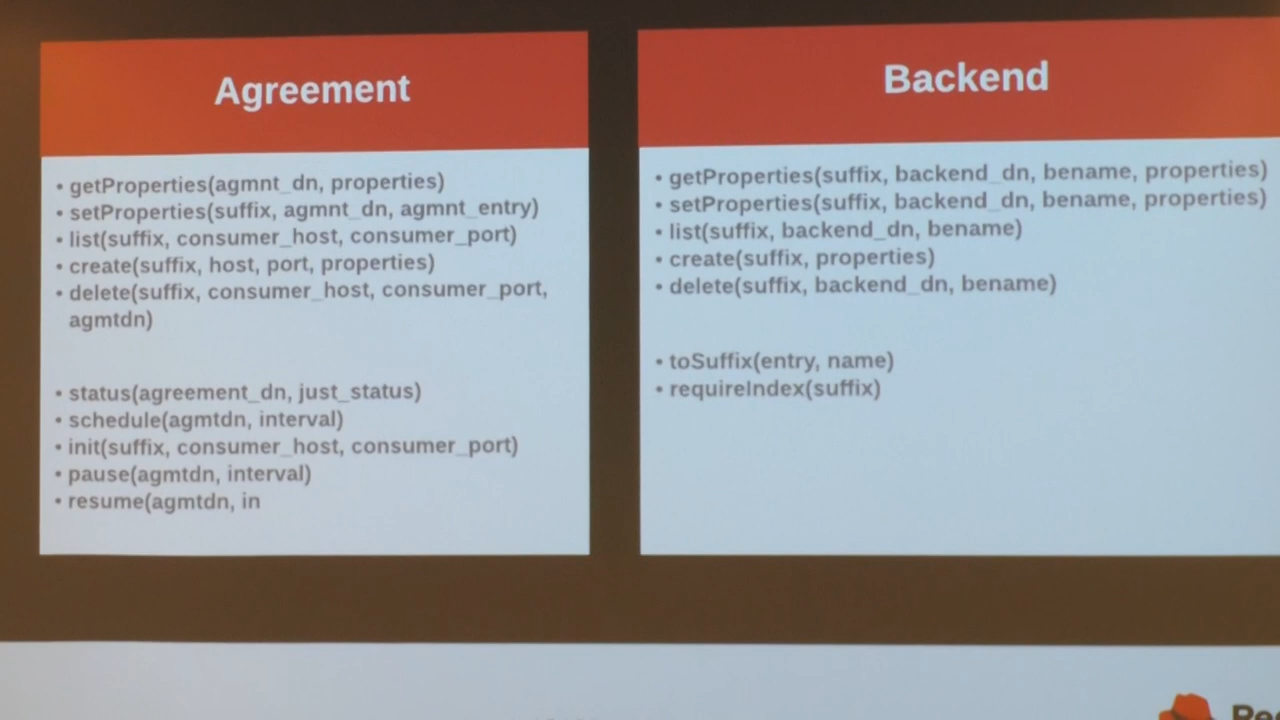 Agreement
• getProperties(agmnt_dn, properties)
• setProperties(suffix, agmnt_dn, agmnt_entry)
• list(suffix, consumer_host, consumer_port)
• create(suffix, host, port, properties)
• delete(suffix, consumer_host, consumer_port,
agmtdn)
• status(agreement_dn, just_status)
• schedule(agmtdn, interval)
• init(suffix, consumer_host, consumer_port)
• pause(agmtdn, interval)
• resume(agmtdn, in
Backend
• getProperties(suffix, backend_dn, bename, properties)
• setProperties(suffix, backend_dn, bename, properties)
• list(suffix, backend_dn, bename)
• create(suffix, properties)
• delete(suffix, backend_dn, bename)
• toSuffix(entry, name)
• requireIndex(suffix)